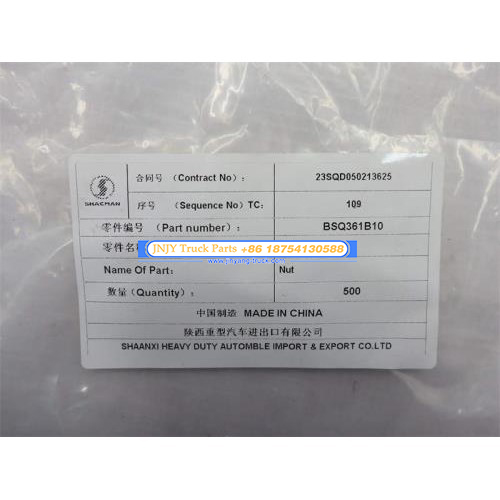 合同号 (Contract No): 23SQD050213625
SHACMAN
序号 (Sequence No) TC: 109
零件编号 (Part number): BSQ361B10
零件名称
JNJY Truck Parts +86 18754130588
Name Of Part: Nut
数量 (Quantity): 500
中国制造 MADE IN CHINA
陕西重型汽车进出口有限公司
SHAANXI HEAVY DUTY AUTOMBLE IMPORT & EXPORT CO.LTD